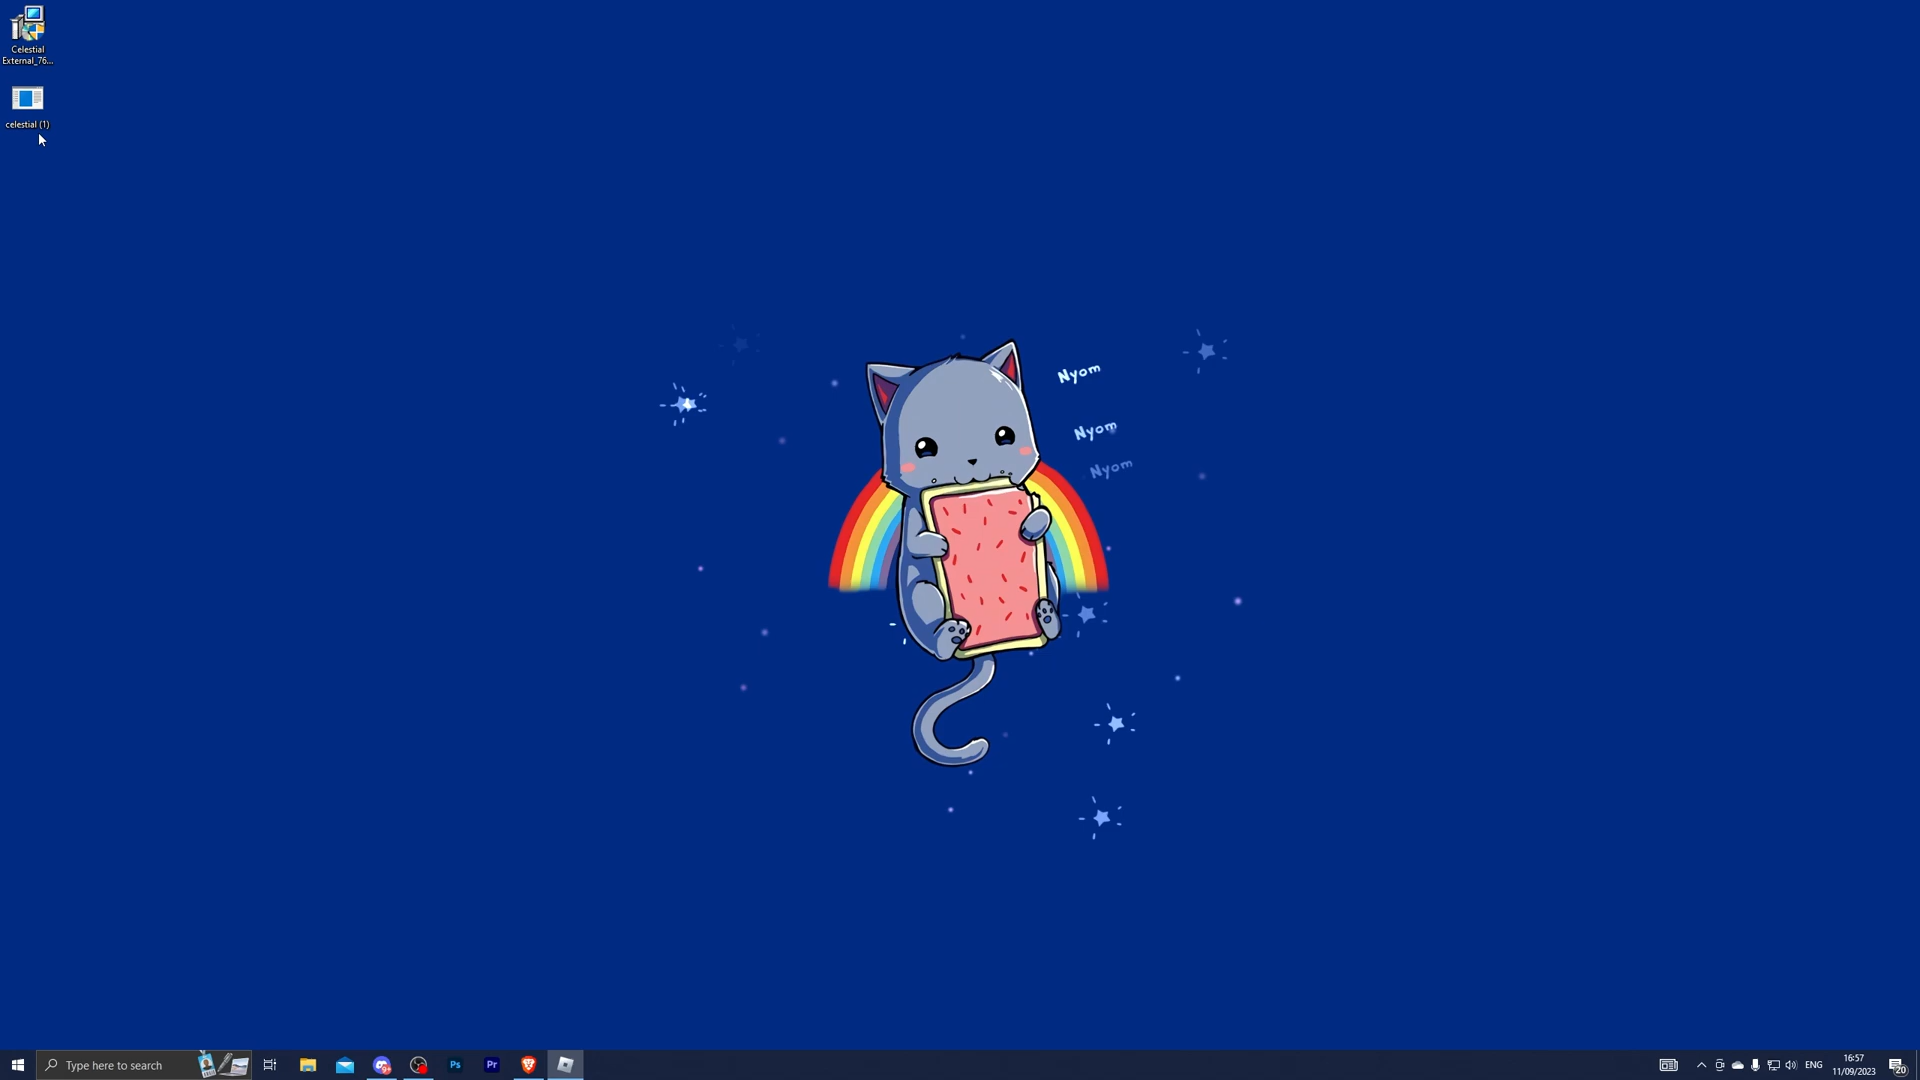 Celestial
External_76...
celestial (1)
Nyom
Nyom
Nyom
Type here to search
Ps
Pr
ENG
16:57
11/09/2023
20